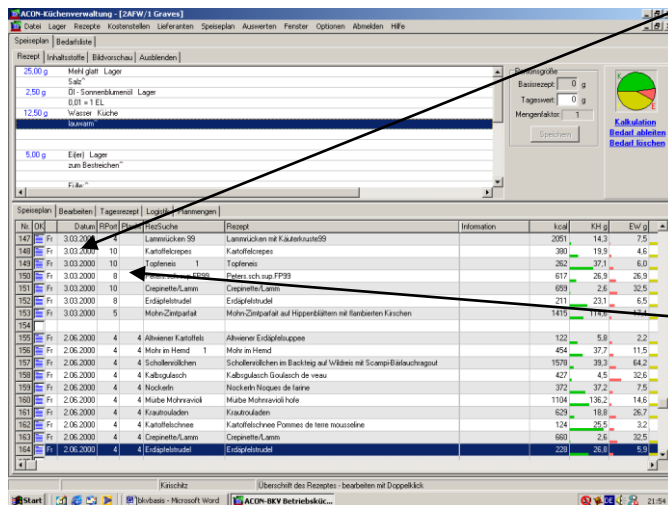 ACON-Küchenverwaltung - [2AFW/1 Graves]
Datei Lager Rezepte Kostenstellen Lieferanten Speiseplan Auswerten Fenster Optionen Abmelden Hilfe
Speiseplan Bedarfsliste
Rezept Inhaltsstoffe Bildvorschau Ausblenden
25,00 g Mehl glatt Lager
Salz^
2,50 g Öl - Sonnenblumenöl Lager
0,01 = 1 EL
12,50 g Wasser Küche
lauwarm^
5,00 g Ei(er) Lager
zum Bestreichen^
Fülle:^
Portionsgröße
Basisrezept: 0 g
Tageswert: 0 g
Mengenfaktor: 1
Speichern
K
E
Kalkulation
Bedarf ableiten
Bedarf löschen
Speiseplan Bearbeiten Tagesrezept Logistik Planmengen
Nr. OK Datum RPort RezSuche Rezept Information kcal KH g EW g
147 Fr 3.03.2000 4 Lammrücken 99 Lammrücken mit Käuterkruste99 2051 14,3 7,5
148 Fr 3.03.2000 10 Kartoffelcrepes Kartoffelcrepes 380 19,9 4,6
149 Fr 3.03.2000 10 Topfeneis 1 Topfeneis 262 37,1 6,0
150 Fr 3.03.2000 8 Peters.sch.sup.FP99 Peters.sch.sup.FP99 617 26,9 26,9
151 Fr 3.03.2000 10 Crepinette/Lamm Crepinette/Lamm 659 2,6 32,5
152 Fr 3.03.2000 8 Erdäpfelstrudel Erdäpfelstrudel 211 23,1 6,5
153 Fr 3.03.2000 5 Mohn-Zimtparfait Mohn-Zimtparfait auf Hippenblättern mit flambierten Kirschen 1415 114,6 17,1
154
155 Fr 2.06.2000 4 4 Altwiener Kartoffels Altwiener Erdäpfelsuppee 122 5,8 2,2
156 Fr 2.06.2000 4 4 Mohr im Hemd 1 Mohr im Hemd 454 37,7 11,5
157 Fr 2.06.2000 4 4 Schollenröllchen Schollenröllchen im Backteig auf Wildreis mit Scampi-Bärlauchragout 1578 39,3 64,2
158 Fr 2.06.2000 4 4 Kalbsgulasch Kalbsgulasch Goulasch de veau 427 4,5 32,6
159 Fr 2.06.2000 4 4 Nockerln Nockerln Noques de farine 372 37,2 7,5
160 Fr 2.06.2000 4 4 Mürbe Mohnravioli Mürbe Mohnravioli hofe 1104 136,2 14,6
161 Fr 2.06.2000 4 4 Krautrouladen Krautrouladen 629 18,8 26,7
162 Fr 2.06.2000 4 4 Kartoffelschnee Kartoffelschnee Pommes de terre mousseline 124 25,5 3,2
163 Fr 2.06.2000 4 4 Crepinette/Lamm Crepinette/Lamm 660 2,6 32,5
164 Fr 2.06.2000 4 4 Erdäpfelstrudel Erdäpfelstrudel 220 26,0 5,9
Kirischitz Überschrift des Rezeptes - bearbeiten mit Doppelklick
Start bkvbasis - Microsoft Word ACON-BKV Betriebsküc... DE 21:54